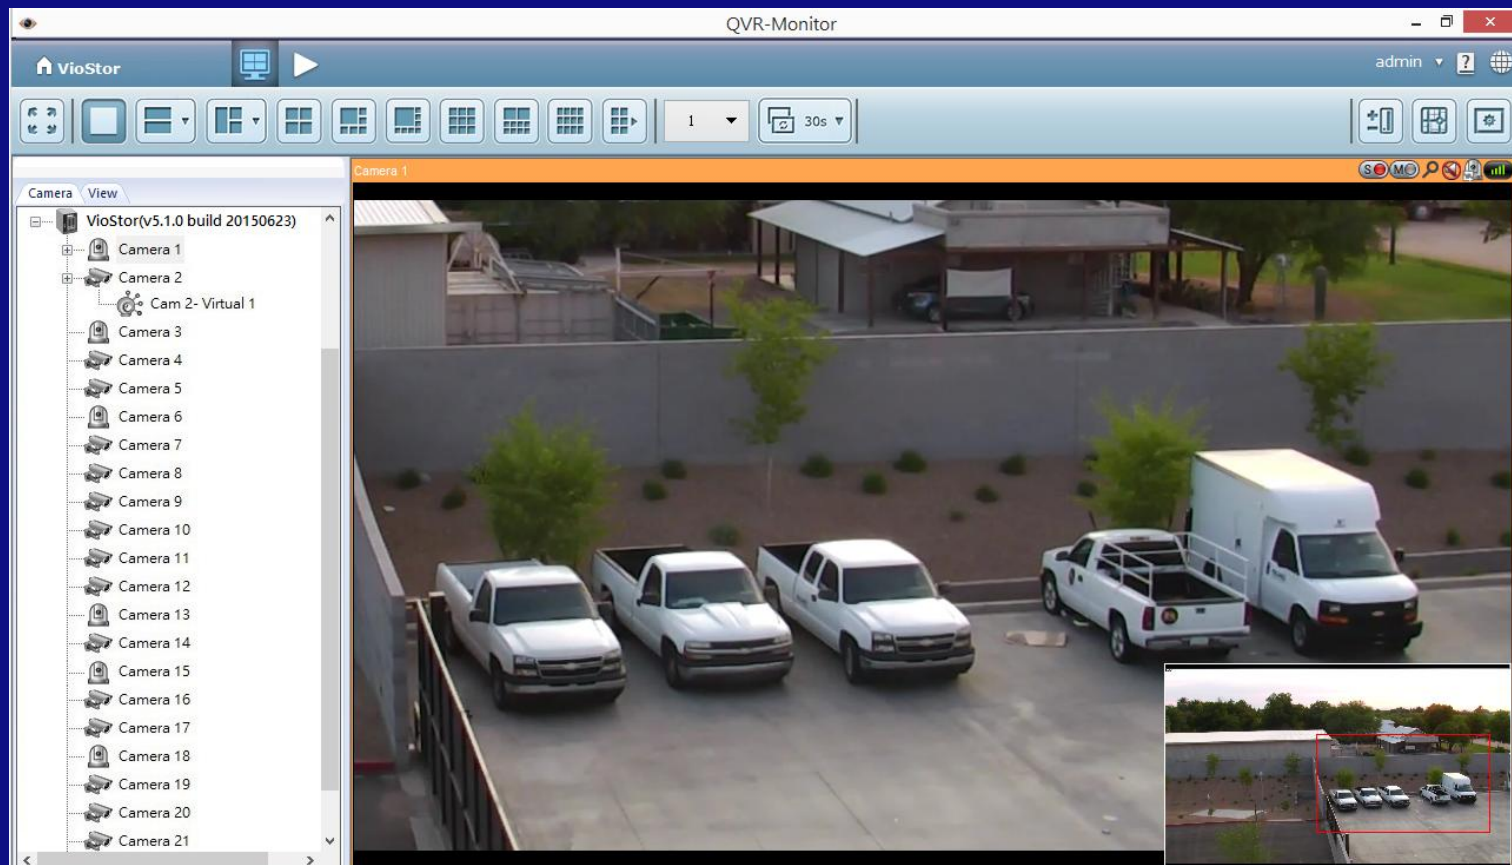 QVR-Monitor
VioStor
admin
?
1
30s
Camera View
Camera 1
S M
VioStor(v5.1.0 build 20150623)
Camera 1
Camera 2
Cam 2- Virtual 1
Camera 3
Camera 4
Camera 5
Camera 6
Camera 7
Camera 8
Camera 9
Camera 10
Camera 11
Camera 12
Camera 13
Camera 14
Camera 15
Camera 16
Camera 17
Camera 18
Camera 19
Camera 20
Camera 21